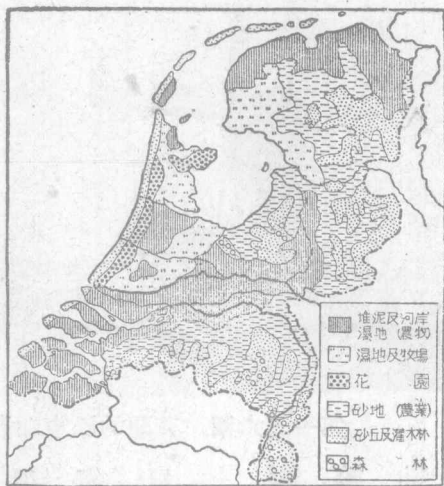 堆泥及河岸
濕地 (農牧)
濕地及牧場
花園
砂地 (農業)
砂丘及灌木林
森林